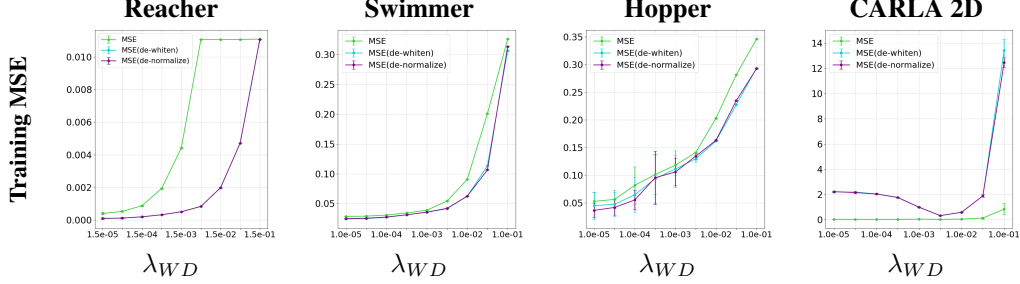 Reacher
Swimmer
Hopper
CARLA 2D
Training MSE
MSE
MSE(de-whiten)
MSE(de-normalize)
0.010
0.008
0.006
0.004
0.002
0.000
1.5e-05
1.5e-04
1.5e-03
1.5e-02
1.5e-01
λWD
MSE
MSE(de-whiten)
MSE(de-normalize)
0.30
0.25
0.20
0.15
0.10
0.05
1.0e-05
1.0e-04
1.0e-03
1.0e-02
1.0e-01
λWD
MSE
MSE(de-whiten)
MSE(de-normalize)
0.35
0.30
0.25
0.20
0.15
0.10
0.05
1.0e-05
1.0e-04
1.0e-03
1.0e-02
1.0e-01
λWD
MSE
MSE(de-whiten)
MSE(de-normalize)
14
12
10
8
6
4
2
0
1.0e-05
1.0e-04
1.0e-03
1.0e-02
1.0e-01
λWD